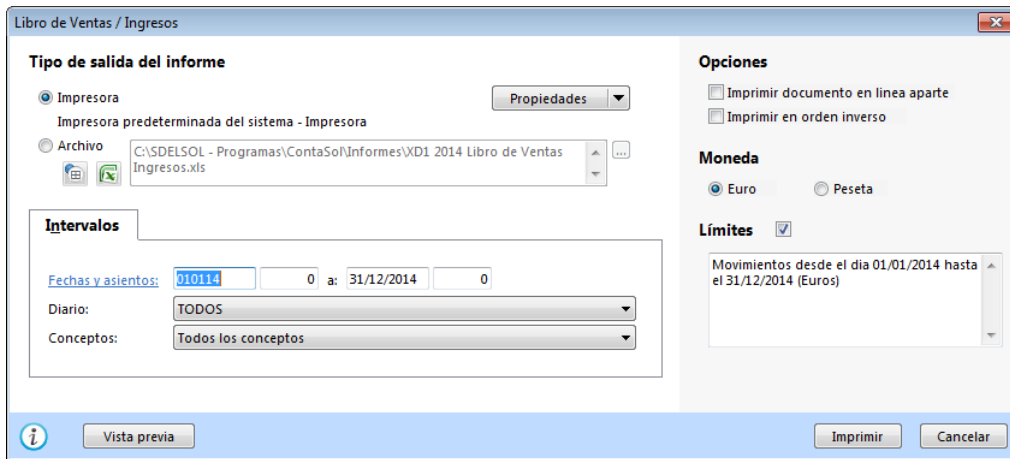 Libro de Ventas / Ingresos
Tipo de salida del informe
Impresora
Propiedades
Impresora predeterminada del sistema - Impresora
Archivo
C:\SDELSOL - Programas\ContaSol\Informes\XD1 2014 Libro de Ventas
Ingresos.xls
...
Intervalos
Fechas y asientos: 010114 0 a: 31/12/2014 0
Diario: TODOS
Conceptos: Todos los conceptos
Opciones
Imprimir documento en linea aparte
Imprimir en orden inverso
Moneda
Euro Peseta
Límites
Movimientos desde el dia 01/01/2014 hasta
el 31/12/2014 (Euros)
i
Vista previa Imprimir Cancelar